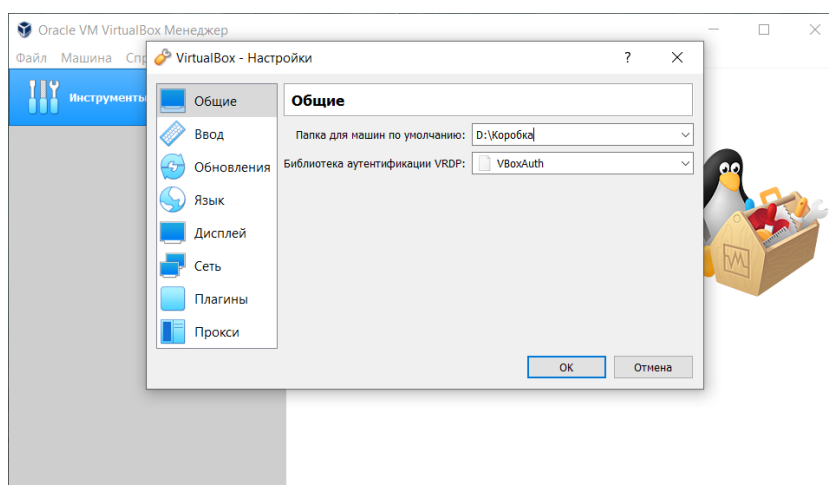 Oracle VM VirtualBox Менеджер
Файл Машина Спр
VirtualBox - Настройки
?
Инструменты
Общие
Ввод
Обновления
Язык
Дисплей
Сеть
Плагины
Прокси
Общие
Папка для машин по умолчанию: D:\Коробка
Библиотека аутентификации VRDP: VBoxAuth
OK Отмена